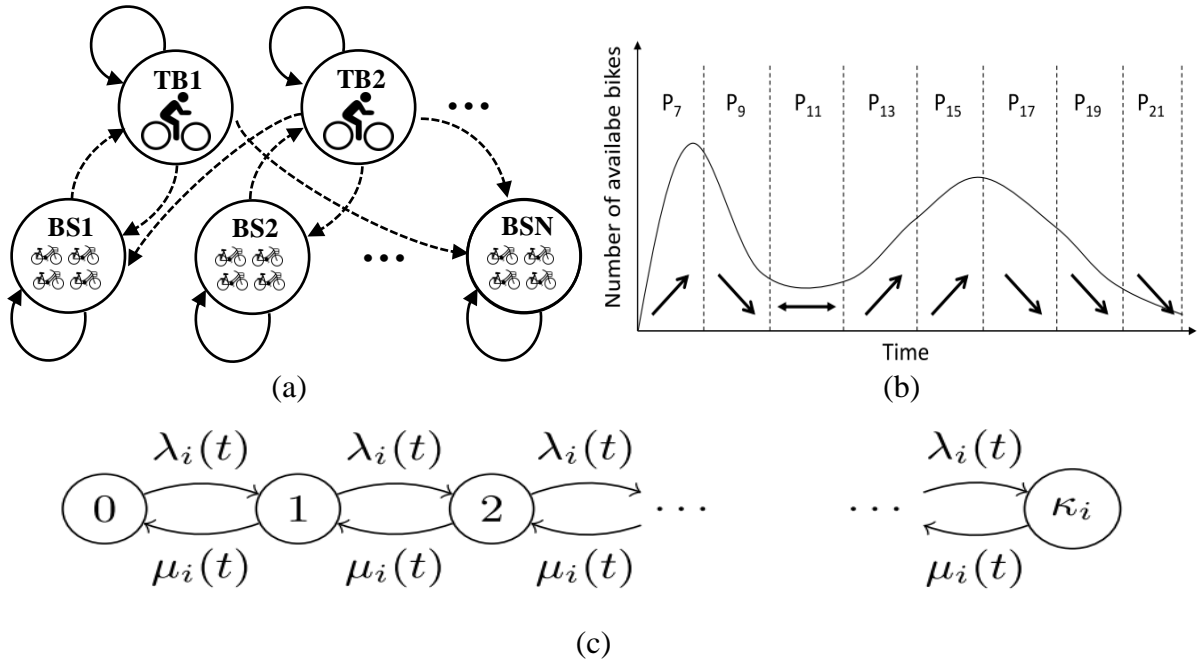 TB1 TB2 ...
BS1 BS2 ... BSN
(a)
Number of availabe bikes
P₇ P₉ P₁₁ P₁₃ P₁₅ P₁₇ P₁₉ P₂₁
Time
(b)
λᵢ(t) λᵢ(t) λᵢ(t) λᵢ(t)
0 1 2 ... ... κᵢ
μᵢ(t) μᵢ(t) μᵢ(t) μᵢ(t)
(c)